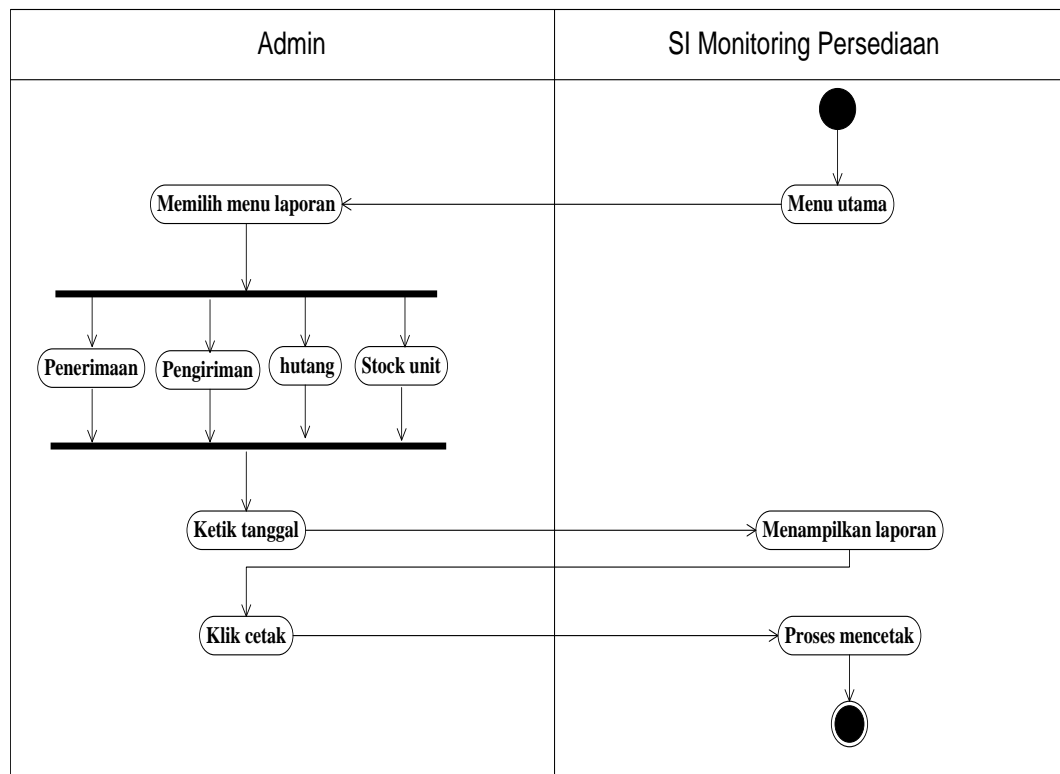 Admin
SI Monitoring Persediaan
Menu utama
Memilih menu laporan
Penerimaan
Pengiriman
hutang
Stock unit
Ketik tanggal
Menampilkan laporan
Klik cetak
Proses mencetak